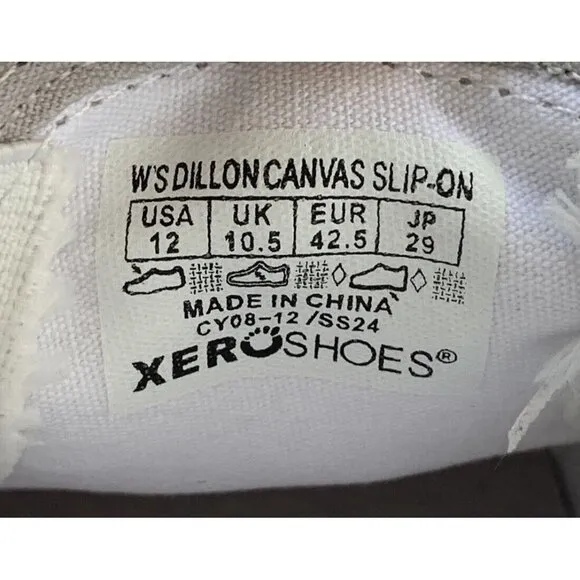 W'S DILLON CANVAS SLIP-ON
USA UK EUR JP
12 10.5 42.5 29
MADE IN CHINA
CY08-12/SS24
XEROSHOES®